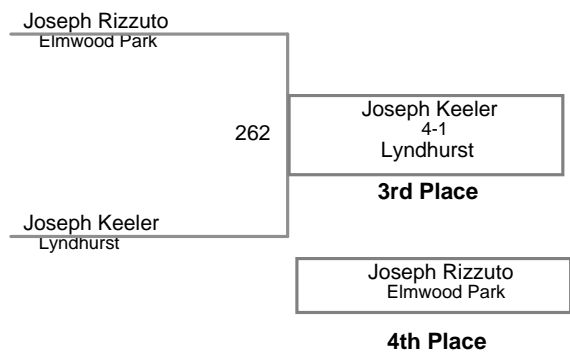 Joseph Rizzuto
Elmwood Park
262
Joseph Keeler
4-1
Lyndhurst
3rd Place
Joseph Keeler
Lyndhurst
Joseph Rizzuto
Elmwood Park
4th Place